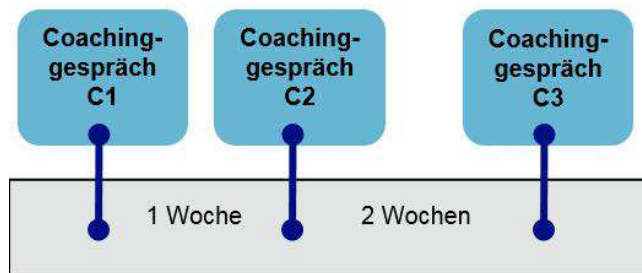 Coaching-
gespräch
C1
Coaching-
gespräch
C2
Coaching-
gespräch
C3
1 Woche
2 Wochen